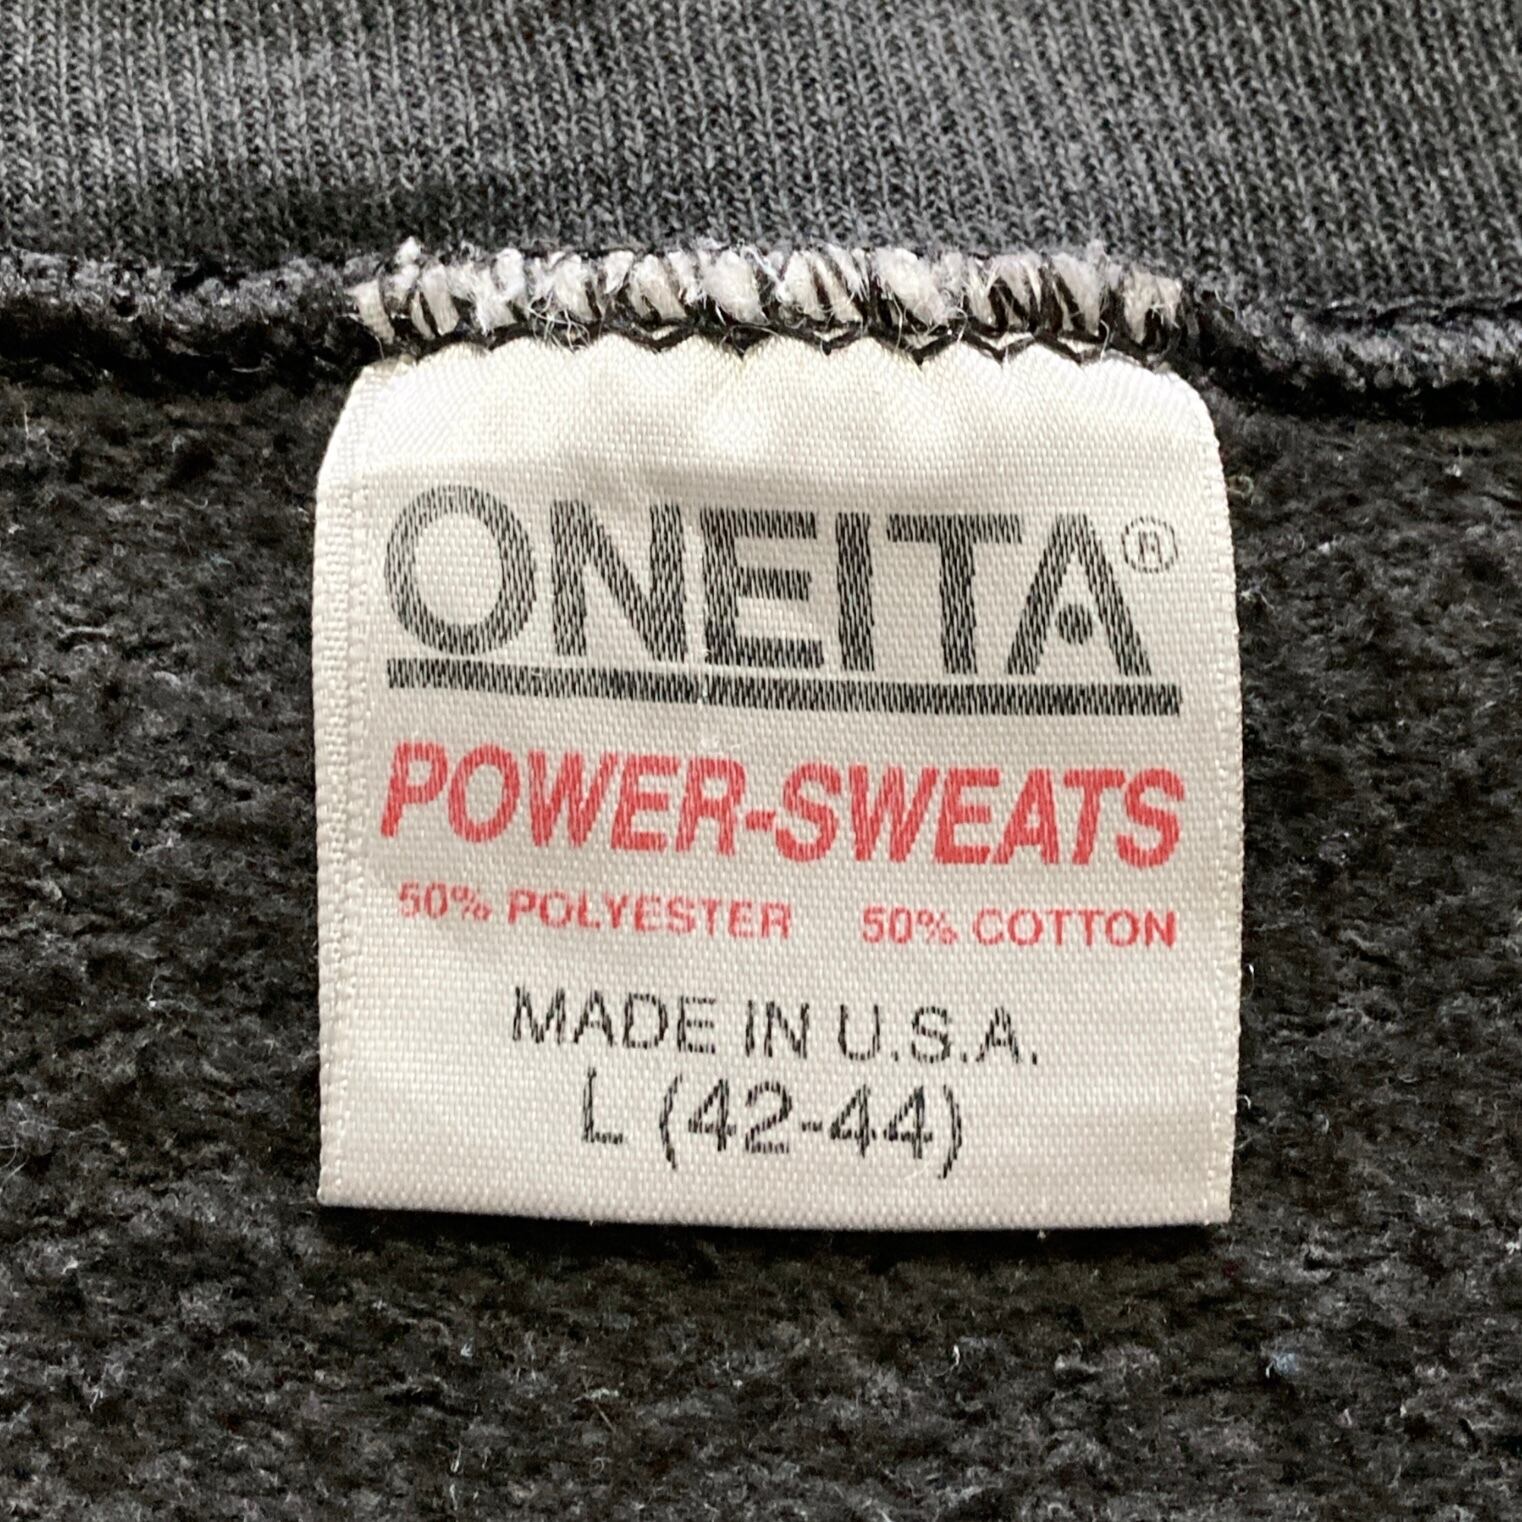 ONEITA®
POWER-SWEATS
50% POLYESTER 50% COTTON
MADE IN U.S.A.
L (42-44)